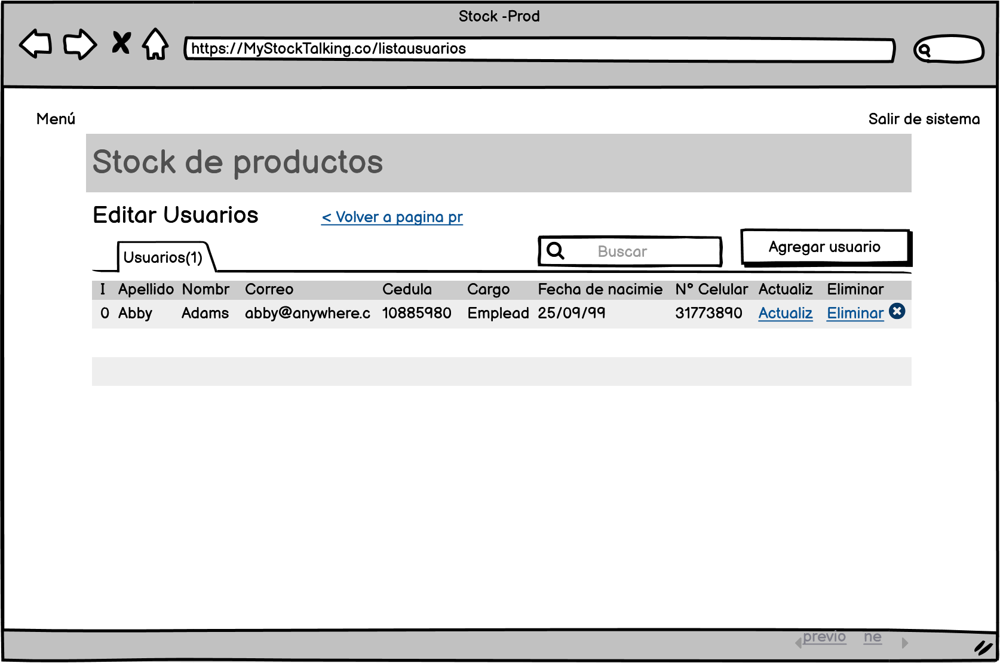 Stock -Prod
https://MyStockTalking.co/listausuarios
Menú Salir de sistema
Stock de productos
Editar Usuarios < Volver a pagina pr
Usuarios(1) Buscar Agregar usuario
I Apellido Nombr Correo Cedula Cargo Fecha de nacimie N° Celular Actualiz Eliminar
0 Abby Adams abby@anywhere.c 10885980 Emplead 25/09/99 31773890 Actualiz Eliminar
previo ne